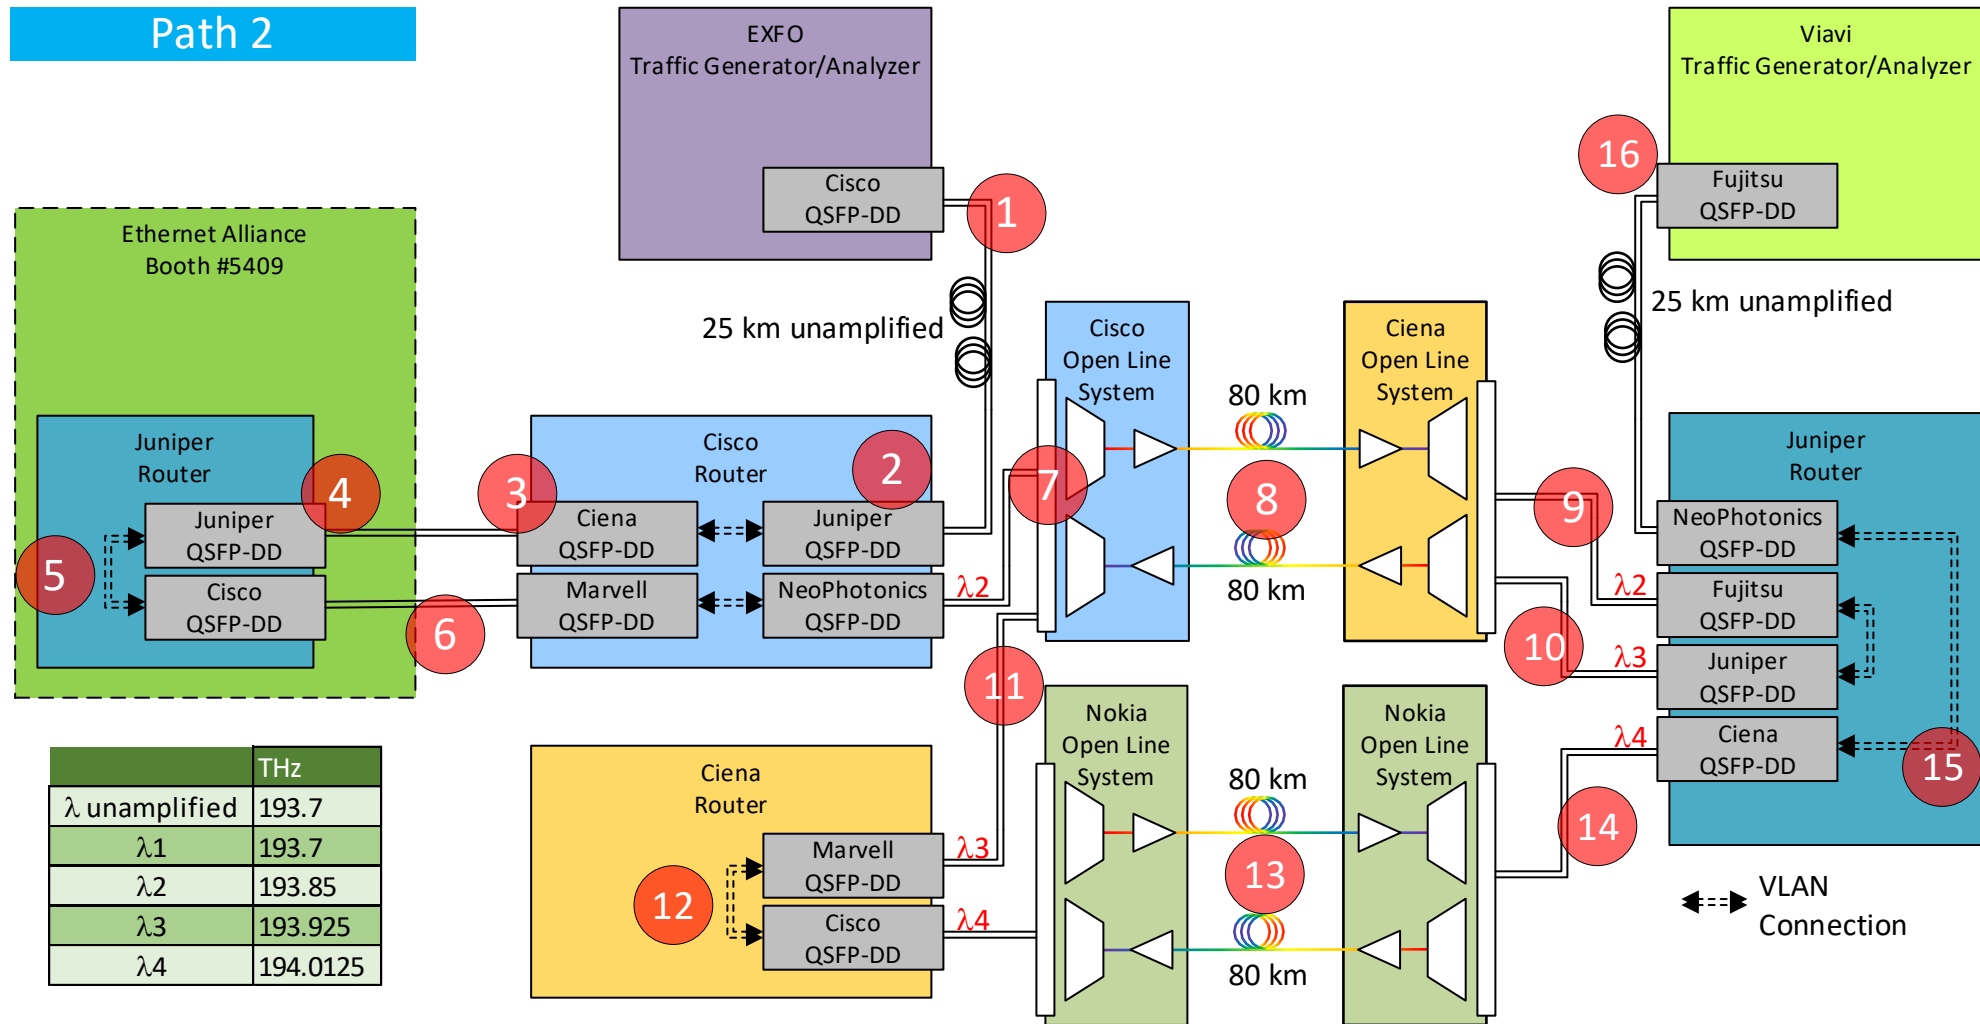 Path 2
EXFO
Traffic Generator/Analyzer
Cisco
QSFP-DD
1
25 km unamplified
Viavi
Traffic Generator/Analyzer
16
Fujitsu
QSFP-DD
25 km unamplified
Ethernet Alliance
Booth #5409
Juniper
Router
4
Juniper
QSFP-DD
5
Cisco
QSFP-DD
6
Cisco
Router
2
3
Ciena
QSFP-DD
Juniper
QSFP-DD
Marvell
QSFP-DD
NeoPhotonics
QSFP-DD
λ2
Cisco
Open Line
System
7
80 km
8
80 km
Ciena
Open Line
System
9
10
λ2
λ3
λ4
Juniper
Router
NeoPhotonics
QSFP-DD
Fujitsu
QSFP-DD
Juniper
QSFP-DD
Ciena
QSFP-DD
15
11
Ciena
Router
Marvell
QSFP-DD
λ3
12
Cisco
QSFP-DD
λ4
Nokia
Open Line
System
80 km
13
80 km
Nokia
Open Line
System
14
VLAN
Connection
THz
λ unamplified 193.7
λ1 193.7
λ2 193.85
λ3 193.925
λ4 194.0125